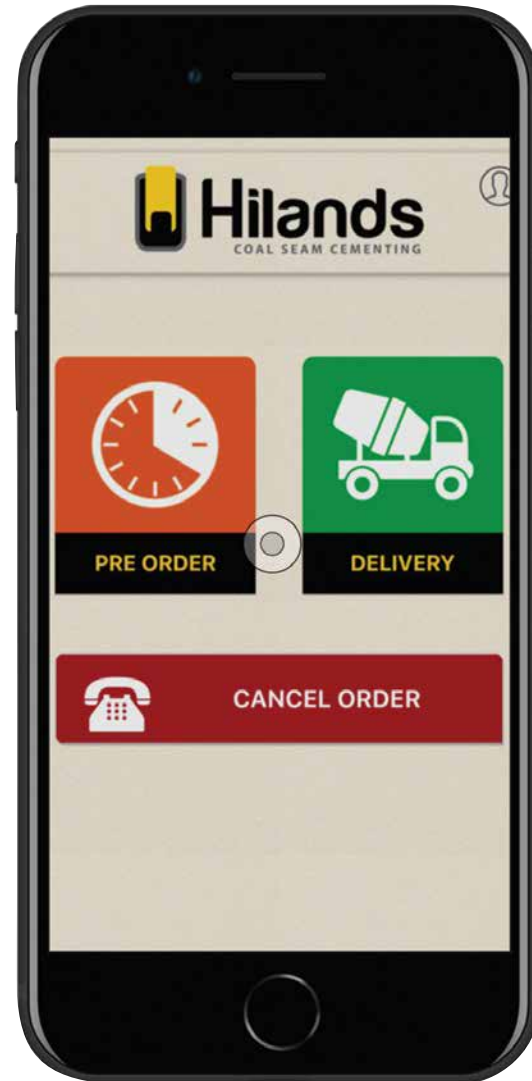 Hilands
COAL SEAM CEMENTING
PRE ORDER
DELIVERY
CANCEL ORDER